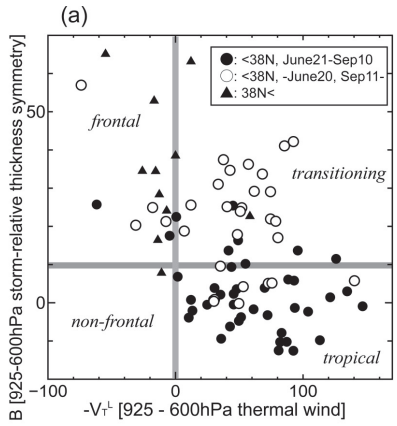 (a)
●: <38N, June21-Sep10
○: <38N, -June20, Sep11-
▲: 38N<
50
frontal
transitioning
0
non-frontal
tropical
-100
0
100
-V_T^L [925 - 600hPa thermal wind]
B [925-600hPa storm-relative thickness symmetry]